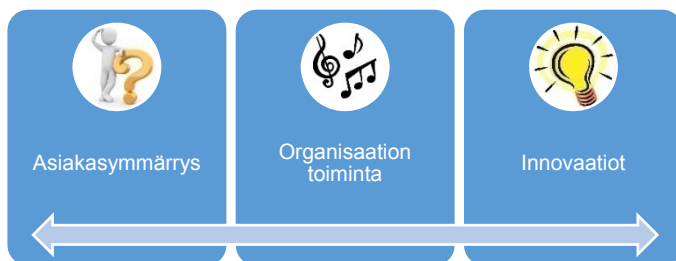 Asiakasymmärrys
Organisaation
toiminta
Innovaatiot